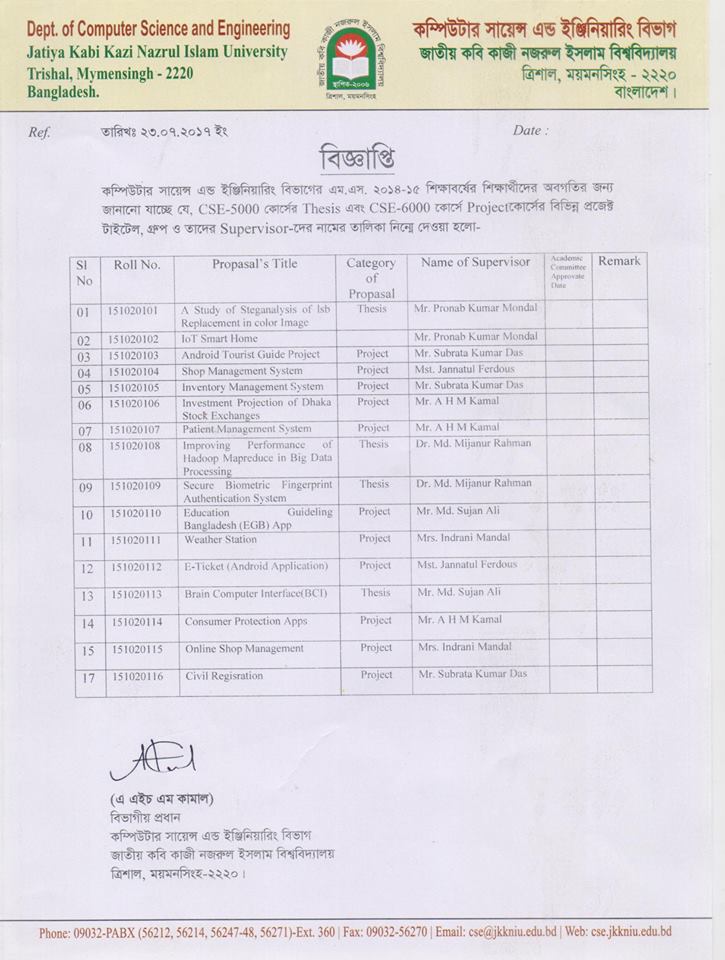 Dept. of Computer Science and Engineering
Jatiya Kabi Kazi Nazrul Islam University
Trishal, Mymensingh - 2220
Bangladesh.
জাতীয় কবি কাজী নজরুল ইসলাম বিশ্ববিদ্যালয়
স্থাপিত-২০০৬
ত্রিশাল, ময়মনসিংহ
কম্পিউটার সায়েন্স এন্ড ইঞ্জিনিয়ারিং বিভাগ
জাতীয় কবি কাজী নজরুল ইসলাম বিশ্ববিদ্যালয়
ত্রিশাল, ময়মনসিংহ - ২২২০
বাংলাদেশ।
Ref. তারিখঃ ২৩.০৭.২০১৭ ইং Date :
বিজ্ঞাপ্তি
কম্পিউটার সায়েন্স এন্ড ইঞ্জিনিয়ারিং বিভাগের এম.এস. ২০১৪-১৫ শিক্ষাবর্ষের শিক্ষার্থীদের অবগতির জন্য
জানানো যাচ্ছে যে, CSE-5000 কোর্সের Thesis এবং CSE-6000 কোর্সে Projectকোর্সের বিভিন্ন প্রজেক্ট
টাইটেল, গ্রুপ ও তাদের Supervisor-দের নামের তালিকা নিম্নে দেওয়া হলো-
Sl No Roll No. Propasal's Title Category of Propasal Name of Supervisor Academic Committee Approvate Date Remark
01 151020101 A Study of Steganalysis of lsb Replacement in color Image Thesis Mr. Pronab Kumar Mondal
02 151020102 IoT Smart Home Mr. Pronab Kumar Mondal
03 151020103 Android Tourist Guide Project Project Mr. Subrata Kumar Das
04 151020104 Shop Management System Project Mst. Jannatul Ferdous
05 151020105 Inventory Management System Project Mr. Subrata Kumar Das
06 151020106 Investment Projection of Dhaka Stock Exchanges Project Mr. A H M Kamal
07 151020107 Patient Management System Project Mr. A H M Kamal
08 151020108 Improving Performance of Hadoop Mapreduce in Big Data Processing Thesis Dr. Md. Mijanur Rahman
09 151020109 Secure Biometric Fingerprint Authentication System Thesis Dr. Md. Mijanur Rahman
10 151020110 Education Guideling Bangladesh (EGB) App Project Mr. Md. Sujan Ali
11 151020111 Weather Station Project Mrs. Indrani Mandal
12 151020112 E-Ticket (Android Application) Project Mst. Jannatul Ferdous
13 151020113 Brain Computer Interface(BCI) Thesis Mr. Md. Sujan Ali
14 151020114 Consumer Protection Apps Project Mr. A H M Kamal
15 151020115 Online Shop Management Project Mrs. Indrani Mandal
17 151020116 Civil Regisration Project Mr. Subrata Kumar Das
(এ এইচ এম কামাল)
বিভাগীয় প্রধান
কম্পিউটার সায়েন্স এন্ড ইঞ্জিনিয়ারিং বিভাগ
জাতীয় কবি কাজী নজরুল ইসলাম বিশ্ববিদ্যালয়
ত্রিশাল, ময়মনসিংহ-২২২০।
Phone: 09032-PABX (56212, 56214, 56247-48, 56271)-Ext. 360 | Fax: 09032-56270 | Email: cse@jkkniu.edu.bd | Web: cse.jkkniu.edu.bd